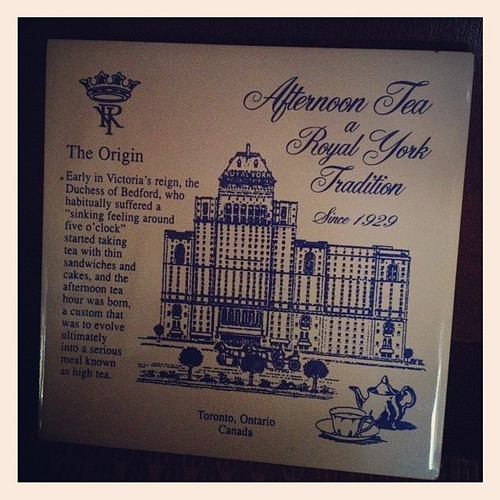 Afternoon Tea
a
Royal York
Tradition
Since 1929
The Origin
Early in Victoria's reign, the
Duchess of Bedford, who
habitually suffered a
"sinking feeling around
five o'clock"
started taking
tea with thin
sandwiches and
cakes, and the
afternoon tea
hour was born,
a custom that
was to evolve
ultimately
into a serious
meal known
as high tea.
ROYAL YORK
Toronto, Ontario
Canada